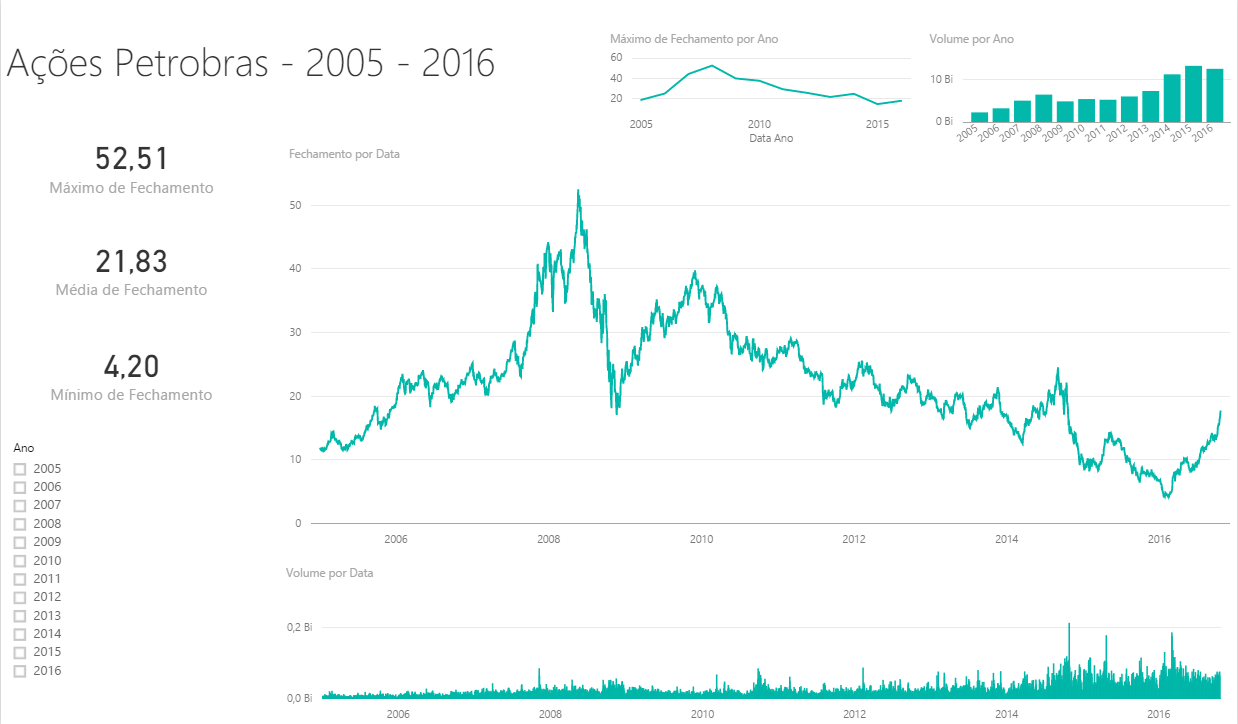 Ações Petrobras - 2005 - 2016
Máximo de Fechamento por Ano
60
40
20
2005 2010 2015
Data Ano
Volume por Ano
10 Bi
0 Bi
2005 2006 2007 2008 2009 2010 2011 2012 2013 2014 2015 2016
52,51
Máximo de Fechamento
21,83
Média de Fechamento
4,20
Mínimo de Fechamento
Ano
2005
2006
2007
2008
2009
2010
2011
2012
2013
2014
2015
2016
Fechamento por Data
50
40
30
20
10
0
2006 2008 2010 2012 2014 2016
Volume por Data
0,2 Bi
0,0 Bi
2006 2008 2010 2012 2014 2016